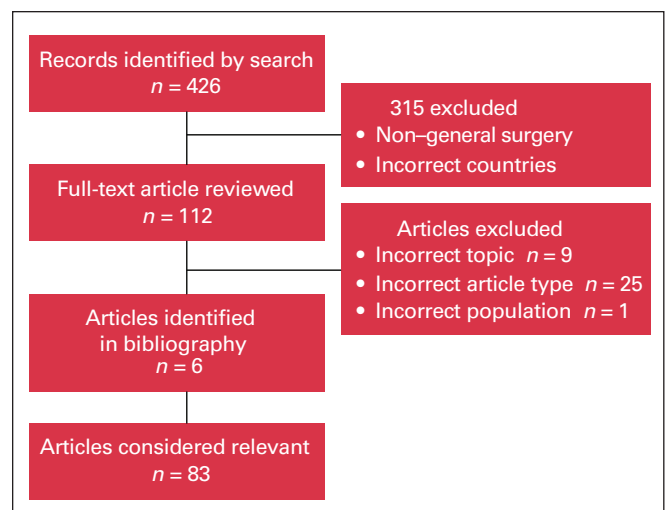 Records identified by search
n = 426
315 excluded
• Non–general surgery
• Incorrect countries
Full-text article reviewed
n = 112
Articles excluded
• Incorrect topic n = 9
• Incorrect article type n = 25
• Incorrect population n = 1
Articles identified
in bibliography
n = 6
Articles considered relevant
n = 83